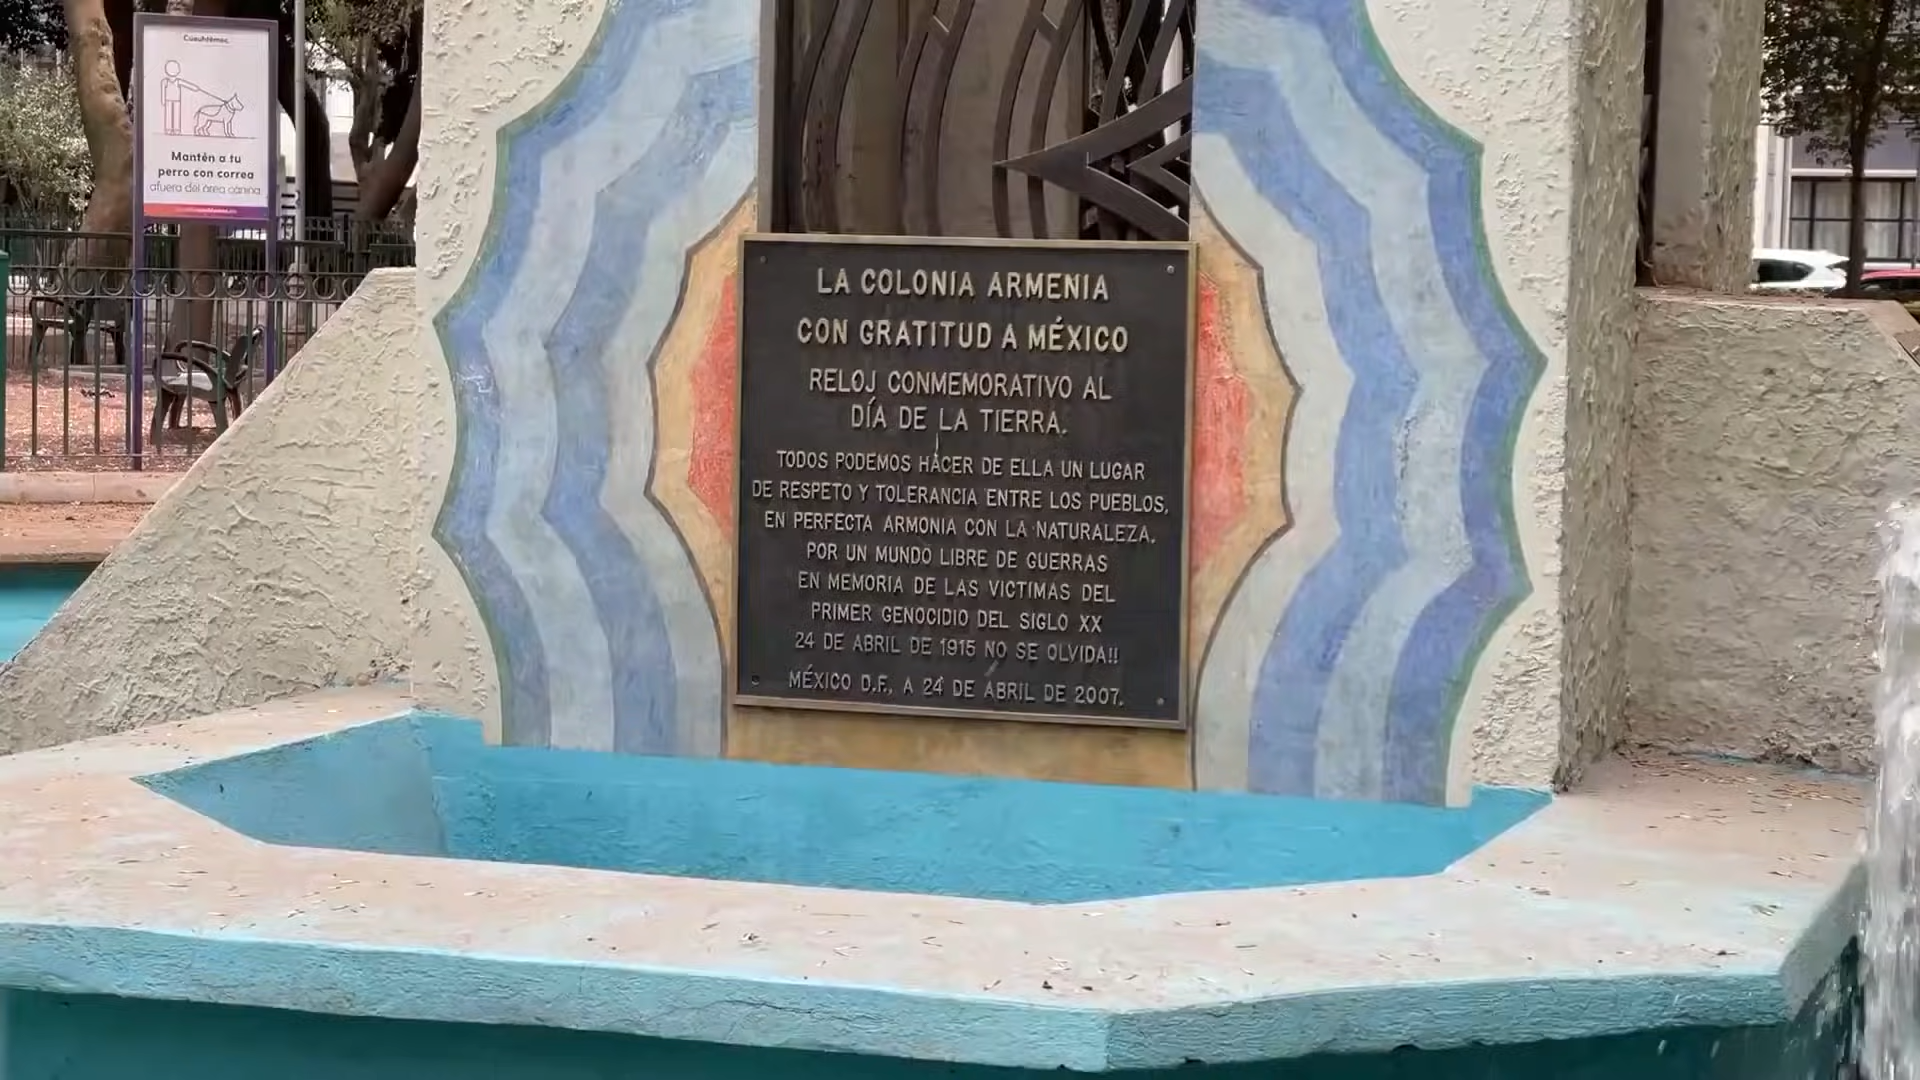 Cuauhtémoc
Mantén a tu
perro con correa
afuera del área canina
LA COLONIA ARMENIA
CON GRATITUD A MÉXICO
RELOJ CONMEMORATIVO AL
DÍA DE LA TIERRA.
TODOS PODEMOS HACER DE ELLA UN LUGAR
DE RESPETO Y TOLERANCIA ENTRE LOS PUEBLOS,
EN PERFECTA ARMONIA CON LA NATURALEZA.
POR UN MUNDO LIBRE DE GUERRAS
EN MEMORIA DE LAS VICTIMAS DEL
PRIMER GENOCIDIO DEL SIGLO XX
24 DE ABRIL DE 1915 NO SE OLVIDA!!
MÉXICO D.F., A 24 DE ABRIL DE 2007.